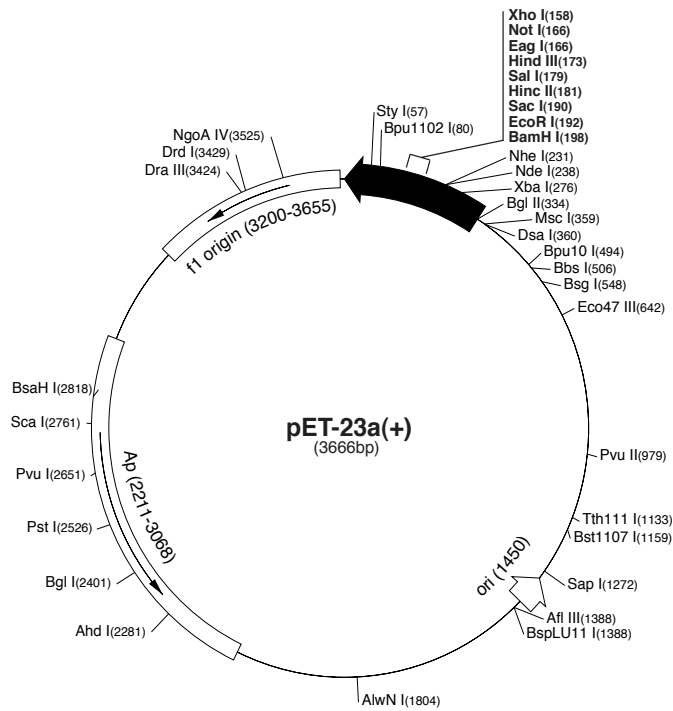 Xho I(158)
Not I(166)
Eag I(166)
Hind III(173)
Sal I(179)
Hinc II(181)
Sac I(190)
EcoR I(192)
BamH I(198)
Sty I(57)
Bpu1102 I(80)
NgoA IV(3525)
Drd I(3429)
Dra III(3424)
Nhe I(231)
Nde I(238)
Xba I(276)
Bgl II(334)
Msc I(359)
Dsa I(360)
Bpu10 I(494)
Bbs I(506)
Bsg I(548)
Eco47 III(642)
f1 origin (3200-3655)
BsaH I(2818)
Sca I(2761)
Pvu I(2651)
Pst I(2526)
Bgl I(2401)
Ahd I(2281)
Ap (2211-3068)
pET-23a(+)
(3666bp)
Pvu II(979)
Tth111 I(1133)
Bst1107 I(1159)
ori (1450)
Sap I(1272)
Afl III(1388)
BspLU11 I(1388)
AlwN I(1804)